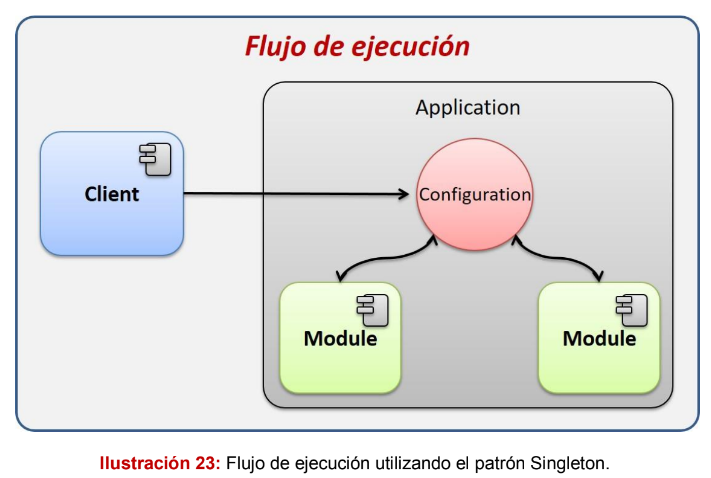 Flujo de ejecución
Application
Client
Configuration
Module
Module
Ilustración 23: Flujo de ejecución utilizando el patrón Singleton.